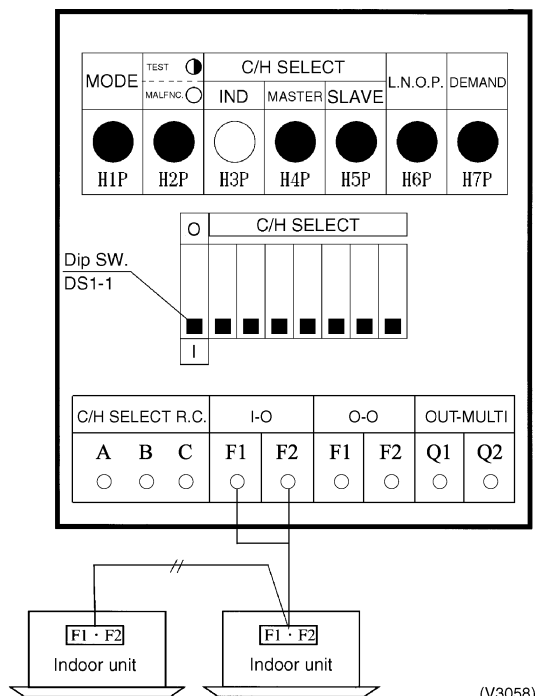 MODE TEST C/H SELECT L.N.O.P. DEMAND
MALFNC. IND MASTER SLAVE
H1P H2P H3P H4P H5P H6P H7P
O C/H SELECT
Dip SW.
DS1-1
I
C/H SELECT R.C. I-O O-O OUT-MULTI
A B C F1 F2 F1 F2 Q1 Q2
F1 · F2 F1 · F2
Indoor unit Indoor unit
(V3058)